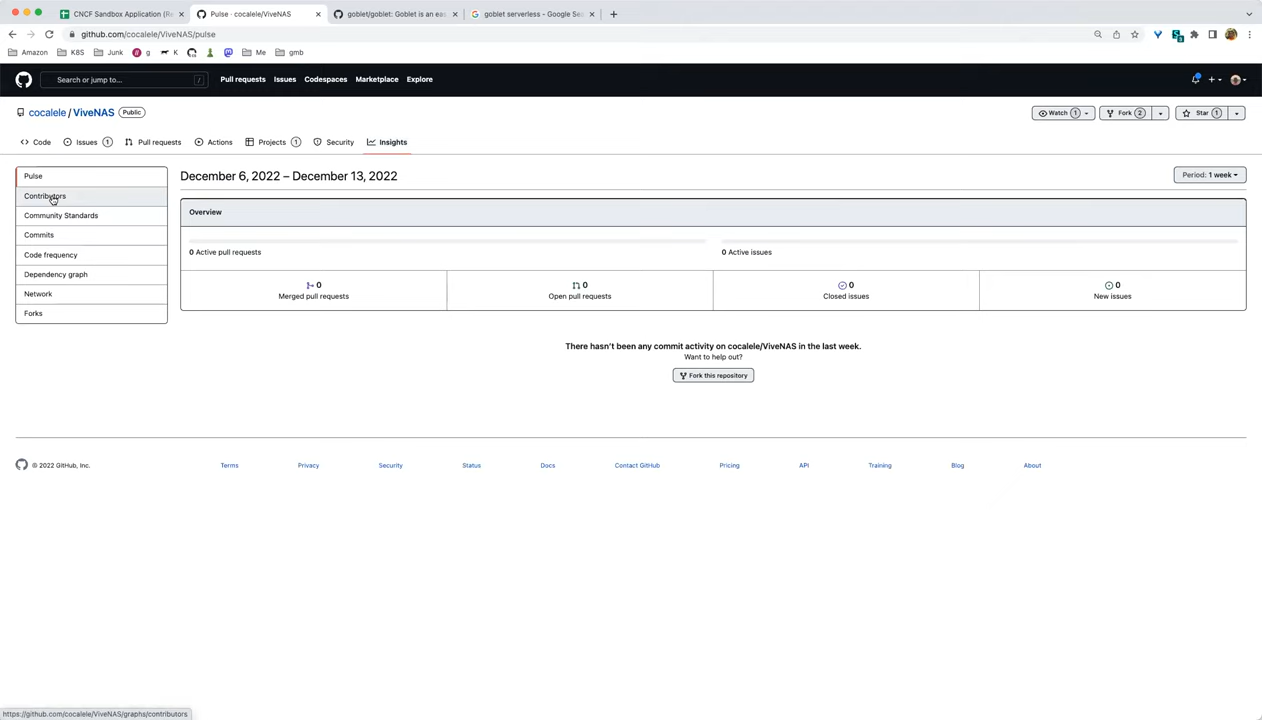 CNCF Sandbox Application (Re
Pulse · cocalele/ViveNAS
goblet/goblet: Goblet is an eas
goblet serverless - Google Sea
github.com/cocalele/ViveNAS/pulse
Amazon
K8S
Junk
g
K
Me
gmb
Search or jump to...
/
Pull requests
Issues
Codespaces
Marketplace
Explore
cocalele / ViveNAS
Public
Watch 1
Fork 2
Star 1
Code
Issues 1
Pull requests
Actions
Projects 1
Security
Insights
Pulse
Contributors
Community Standards
Commits
Code frequency
Dependency graph
Network
Forks
December 6, 2022 – December 13, 2022
Period: 1 week
Overview
0 Active pull requests
0 Active issues
0
Merged pull requests
0
Open pull requests
0
Closed issues
0
New issues
There hasn't been any commit activity on cocalele/ViveNAS in the last week.
Want to help out?
Fork this repository
© 2022 GitHub, Inc.
Terms
Privacy
Security
Status
Docs
Contact GitHub
Pricing
API
Training
Blog
About
https://github.com/cocalele/ViveNAS/graphs/contributors